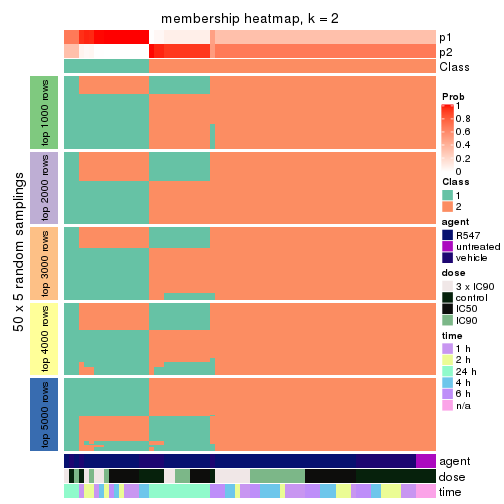 membership heatmap, k = 2
p1
p2
Class
50 x 5 random samplings
top 1000 rows
top 2000 rows
top 3000 rows
top 4000 rows
top 5000 rows
agent
dose
time
Prob
1
0.8
0.6
0.4
0.2
0
Class
1
2
agent
R547
untreated
vehicle
dose
3 x IC90
control
IC50
IC90
time
1 h
2 h
24 h
4 h
6 h
n/a